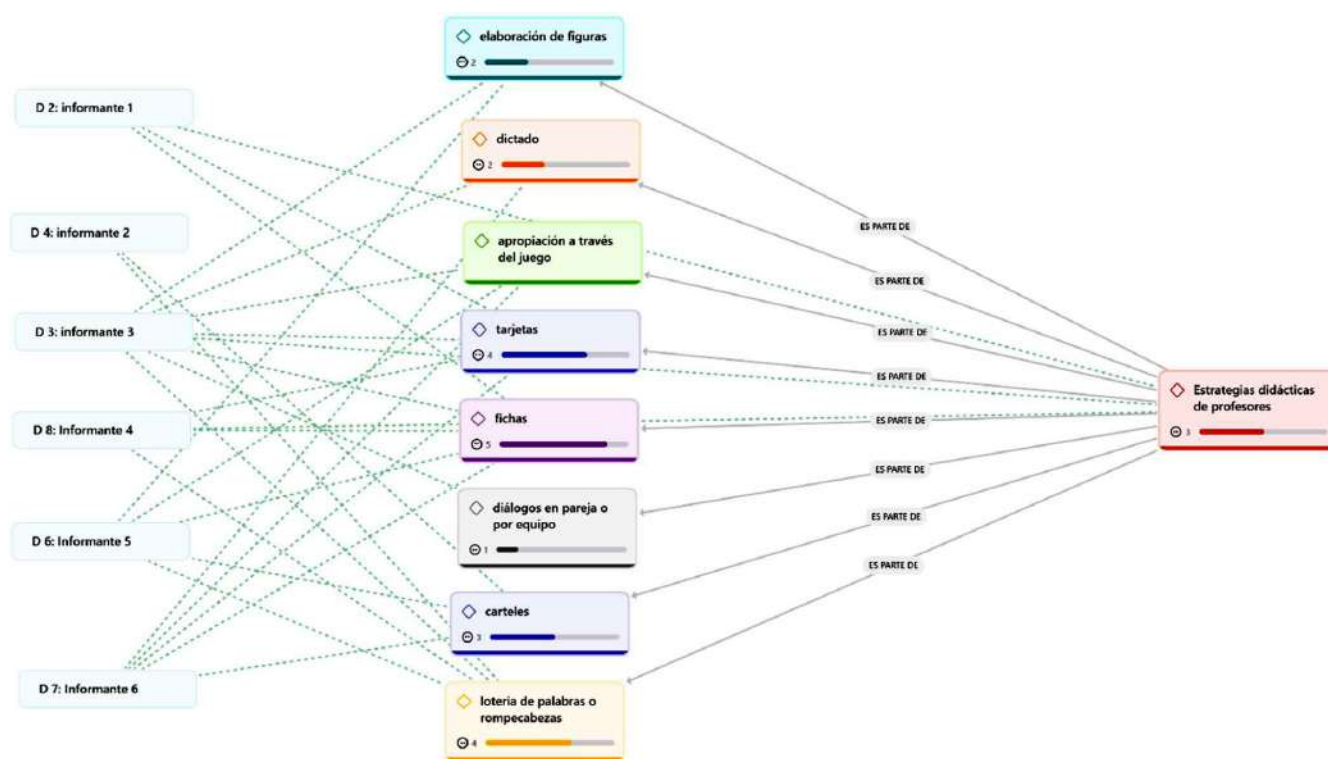 elaboración de figuras
2
D 2: informante 1
dictado
2
D 4: informante 2
apropiación a través
del juego
ES PARTE DE
ES PARTE DE
D 3: informante 3
tarjetas
4
ES PARTE DE
ES PARTE DE
Estrategias didácticas
de profesores
3
D 8: Informante 4
fichas
5
ES PARTE DE
ES PARTE DE
diálogos en pareja o
por equipo
1
D 6: Informante 5
ES PARTE DE
carteles
3
ES PARTE DE
D 7: Informante 6
loteria de palabras o
rompecabezas
4